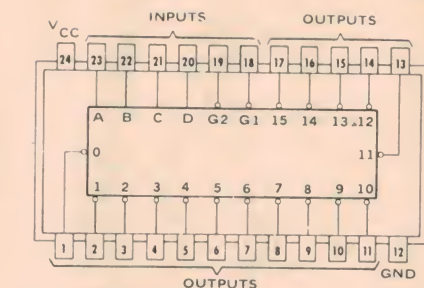 INPUTS OUTPUTS
VCC
24 23 22 21 20 19 18 17 16 15 14 13
A B C D G2 G1 15 14 13 12
0 11
1 2 3 4 5 6 7 8 9 10
1 2 3 4 5 6 7 8 9 10 11 12
OUTPUTS GND